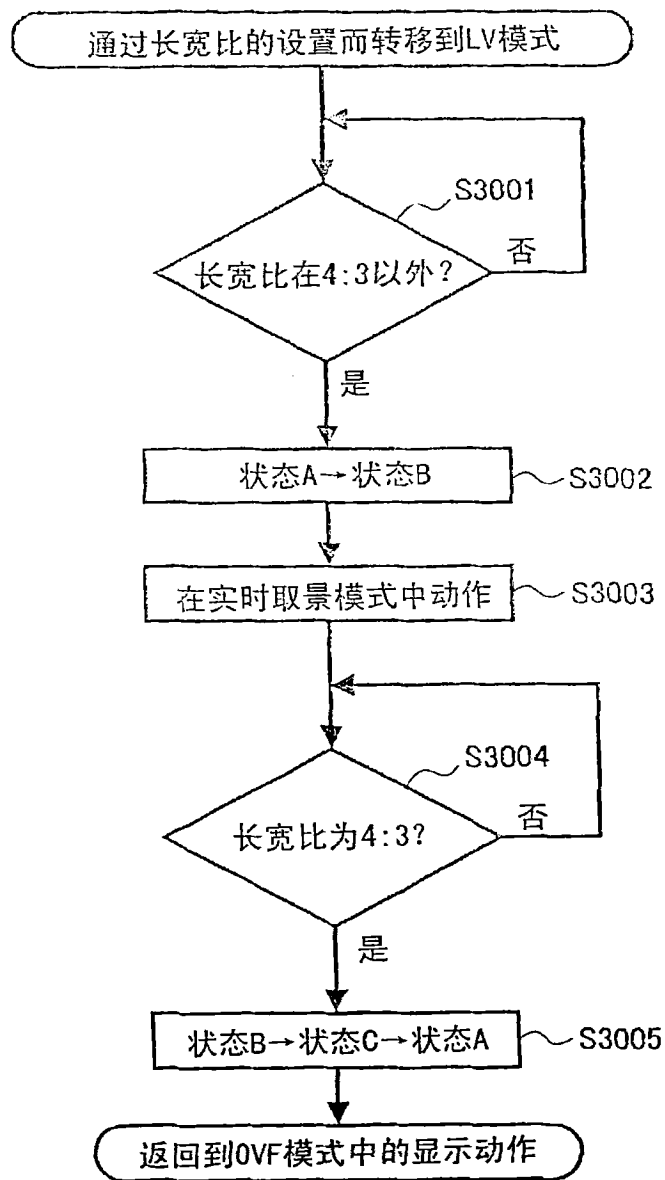 通过长宽比的设置而转移到LV模式
S3001
长宽比在4:3以外?
否
是
状态A→状态B
S3002
在实时取景模式中动作
S3003
S3004
长宽比为4:3?
否
是
状态B→状态C→状态A
S3005
返回到OVF模式中的显示动作